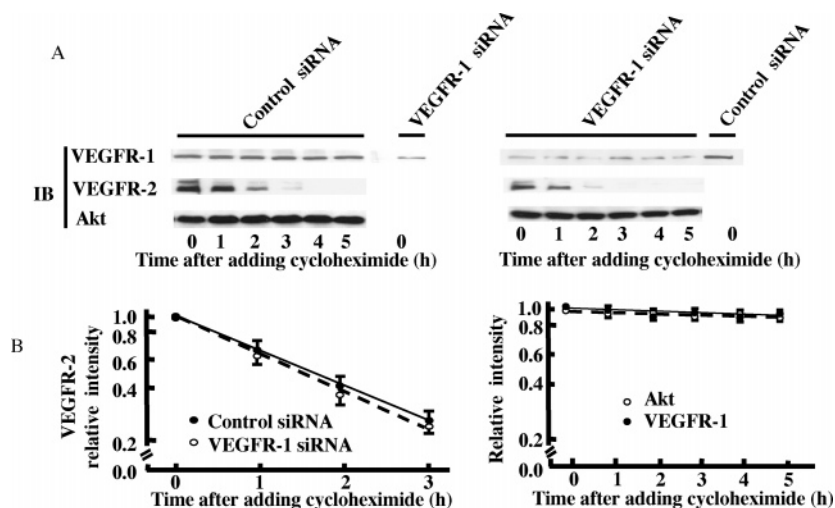 A
Control siRNA
VEGFR-1 siRNA
VEGFR-1 siRNA
Control siRNA
IB
VEGFR-1
VEGFR-2
Akt
0 1 2 3 4 5 0
Time after adding cycloheximide (h)
0 1 2 3 4 5 0
Time after adding cycloheximide (h)
B
VEGFR-2
relative intensity
1.0
0.8
0.6
0.4
0.2
0.0
Control siRNA
VEGFR-1 siRNA
0 1 2 3
Time after adding cycloheximide (h)
Relative intensity
1.0
0.8
0.6
0.4
0.2
0.0
Akt
VEGFR-1
0 1 2 3 4 5
Time after adding cycloheximide (h)